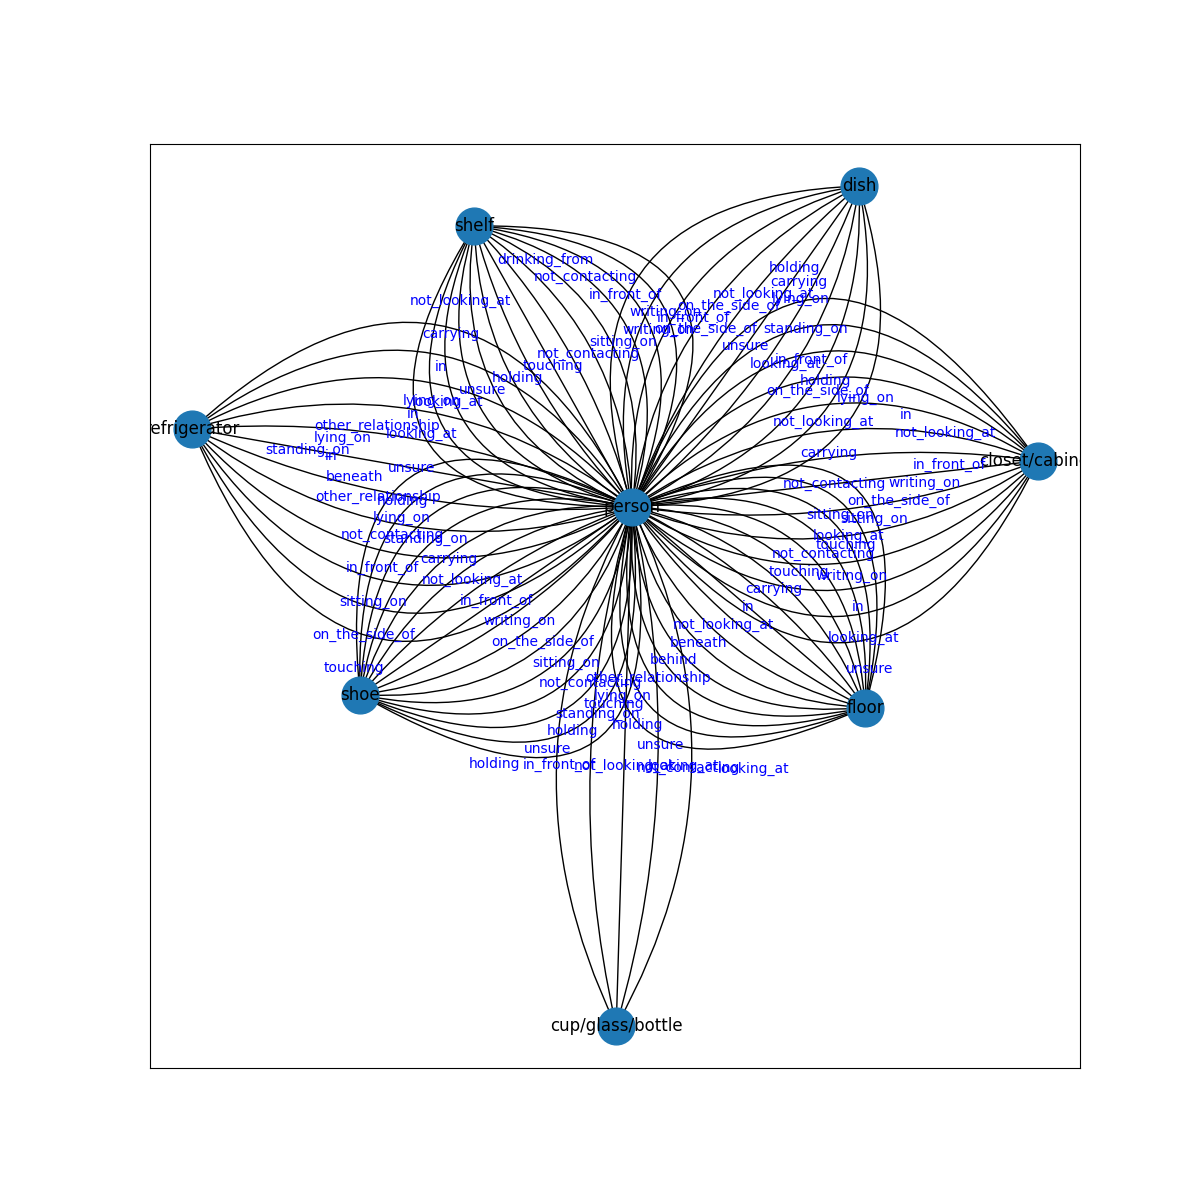 dish
shelf
drinking_from
holding
not_contacting
carrying
in_front_of
not_looking_at
lying_on
not_looking_at
on_the_side_of
writing_on
in_front_of
writing_on
on_the_side_of
standing_on
carrying
sitting_on
unsure
not_contacting
in_front_of
looking_at
touching
in
holding
holding
unsure
on_the_side_of
lying_on
lying_on
looking_at
in
in
not_looking_at
other_relationship
looking_at
not_looking_at
efrigerator
lying_on
standing_on
in
carrying
closet/cabin
in_front_of
unsure
beneath
not_contacting
writing_on
other_relationship
holding
on_the_side_of
person
lying_on
sitting_on
sitting_on
not_contacting
standing_on
looking_at
touching
carrying
not_contacting
in_front_of
touching
not_looking_at
writing_on
carrying
sitting_on
in_front_of
in
in
writing_on
not_looking_at
on_the_side_of
on_the_side_of
beneath
looking_at
sitting_on
behind
touching
unsure
other_relationship
not_contacting
shoe
lying_on
touching
floor
standing_on
holding
holding
unsure
unsure
holding
in_front_of
not_looking_at
looking_at
not_contacting
looking_at
cup/glass/bottle